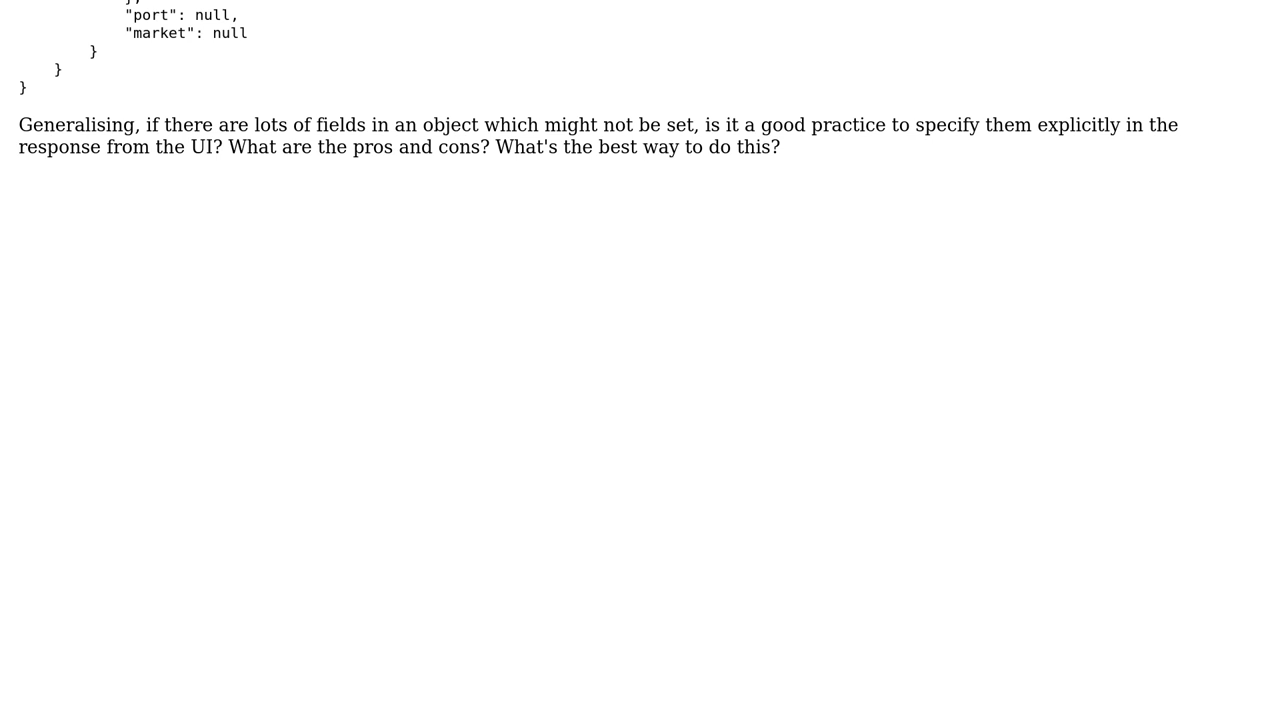 "port": null,
"market": null
}
}
}
Generalising, if there are lots of fields in an object which might not be set, is it a good practice to specify them explicitly in the
response from the UI? What are the pros and cons? What's the best way to do this?